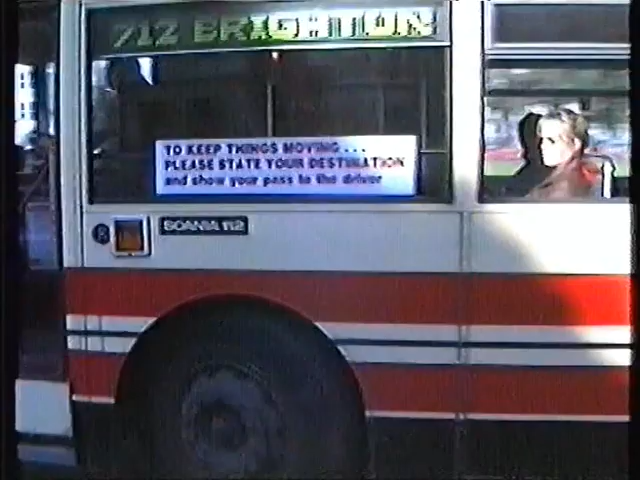 712 BRIGHTON
TO KEEP THINGS MOVING . . .
PLEASE STATE YOUR DESTINATION
and show your pass to the driver
SCANIA 112